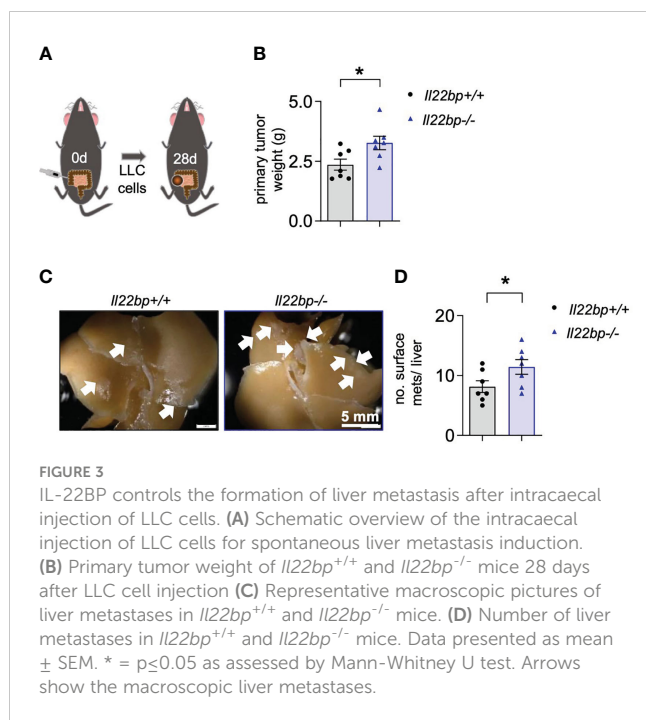 A
0d
LLC
cells
28d
B
*
Il22bp+/+
Il22bp-/-
primary tumor
weight (g)
5.0
2.5
0.0
C
Il22bp+/+
Il22bp-/-
5 mm
D
*
Il22bp+/+
Il22bp-/-
no. surface
mets/ liver
20
10
0
FIGURE 3
IL-22BP controls the formation of liver metastasis after intracaecal
injection of LLC cells. (A) Schematic overview of the intracaecal
injection of LLC cells for spontaneous liver metastasis induction.
(B) Primary tumor weight of Il22bp+/+ and Il22bp-/- mice 28 days
after LLC cell injection (C) Representative macroscopic pictures of
liver metastases in Il22bp+/+ and Il22bp-/- mice. (D) Number of liver
metastases in Il22bp+/+ and Il22bp-/- mice. Data presented as mean
± SEM. * = p≤0.05 as assessed by Mann-Whitney U test. Arrows
show the macroscopic liver metastases.